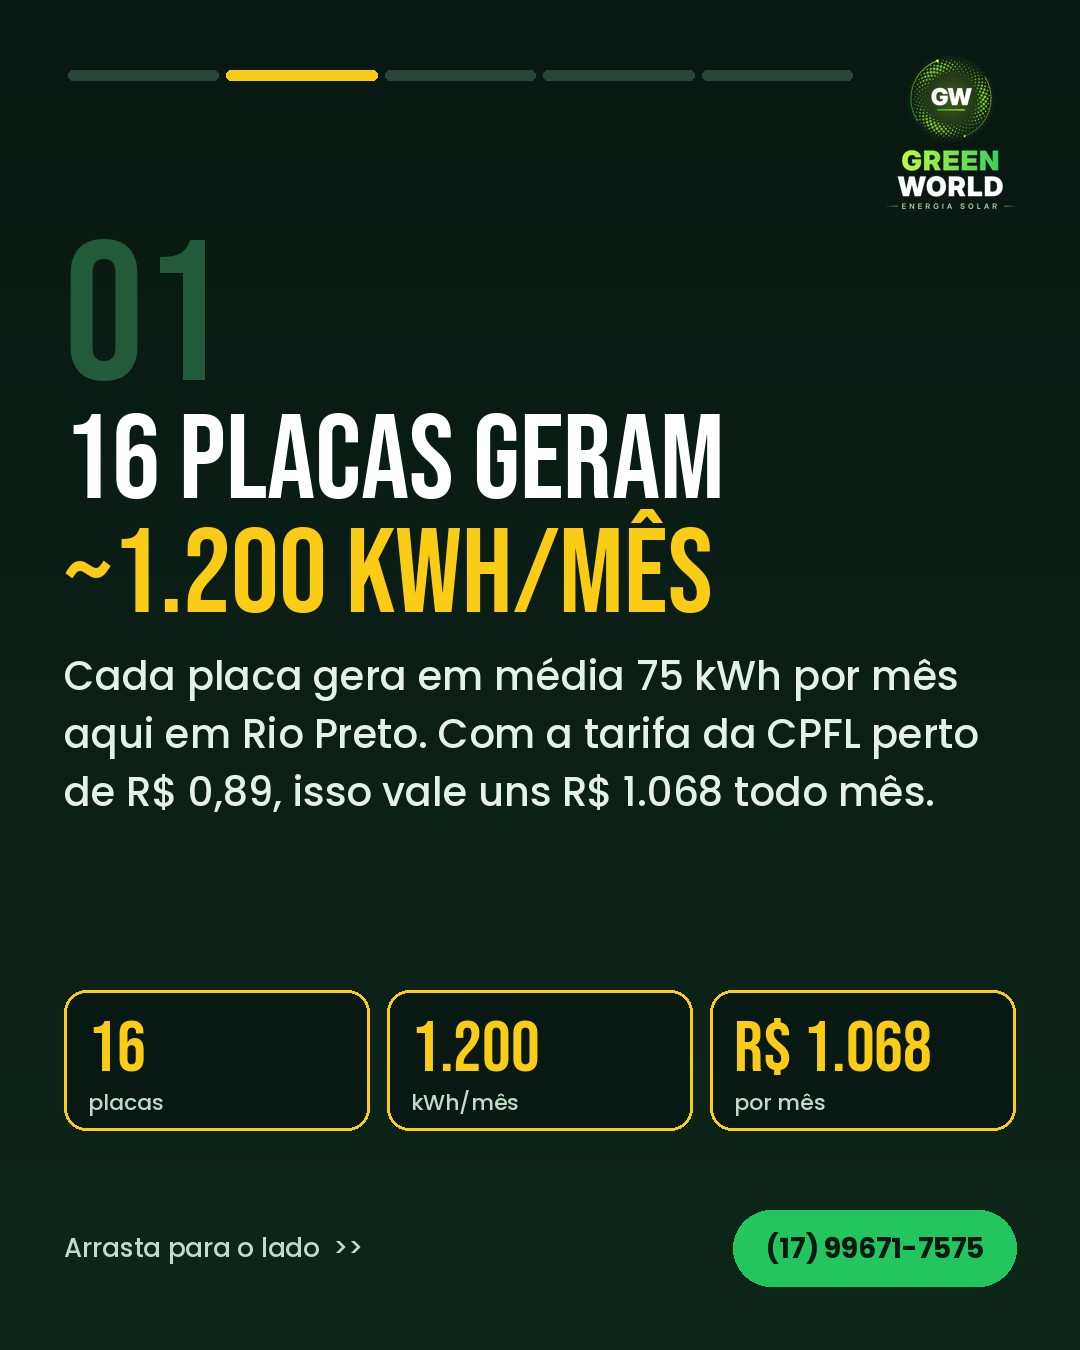 GW
GREEN
WORLD
ENERGIA SOLAR
01
16 PLACAS GERAM
~1.200 KWH/MÊS
Cada placa gera em média 75 kWh por mês
aqui em Rio Preto. Com a tarifa da CPFL perto
de R$ 0,89, isso vale uns R$ 1.068 todo mês.
16
placas
1.200
kWh/mês
R$ 1.068
por mês
Arrasta para o lado >>
(17) 99671-7575